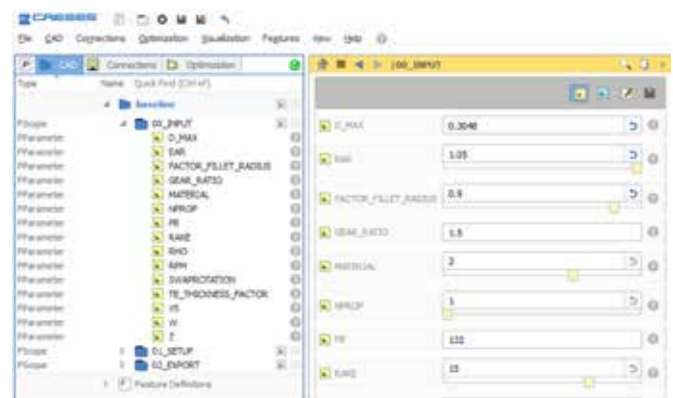 CAESES
File CAD Connections Optimization Visualization Features View Help
CAD Connections Optimization
Type Name Quick Find (Ctrl+F)
baseline
FScope 00_INPUT
FParameter D_MAX
FParameter EAR
FParameter FACTOR_FILLET_RADIUS
FParameter GEAR_RATIO
FParameter MATERIAL
FParameter NPROP
FParameter PB
FParameter RAKE
FParameter RHO
FParameter RPM
FParameter SWAPROTATION
FParameter TE_THICKNESS_FACTOR
FParameter VS
FParameter W
FParameter Z
FScope 01_SETUP
FScope 02_EXPORT
Feature Definitions
|00_INPUT
D_MAX 0.3048
EAR 1.05
FACTOR_FILLET_RADIUS 0.9
GEAR_RATIO 1.5
MATERIAL 2
NPROP 1
PB 132
RAKE 15